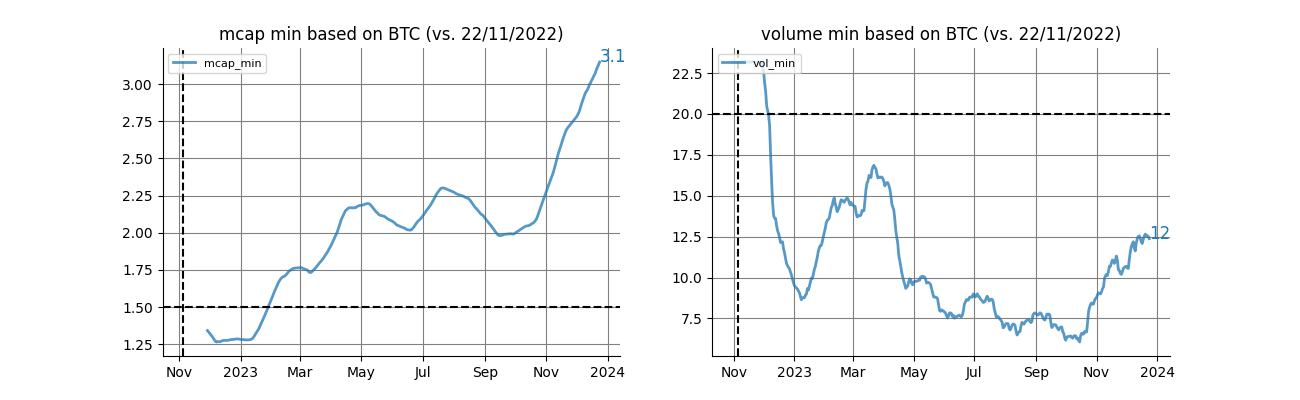 mcap min based on BTC (vs. 22/11/2022)
mcap_min
3.1
3.00
2.75
2.50
2.25
2.00
1.75
1.50
1.25
Nov 2023 Mar May Jul Sep Nov 2024
volume min based on BTC (vs. 22/11/2022)
vol_min
22.5
20.0
17.5
15.0
12.5
12
10.0
7.5
Nov 2023 Mar May Jul Sep Nov 2024